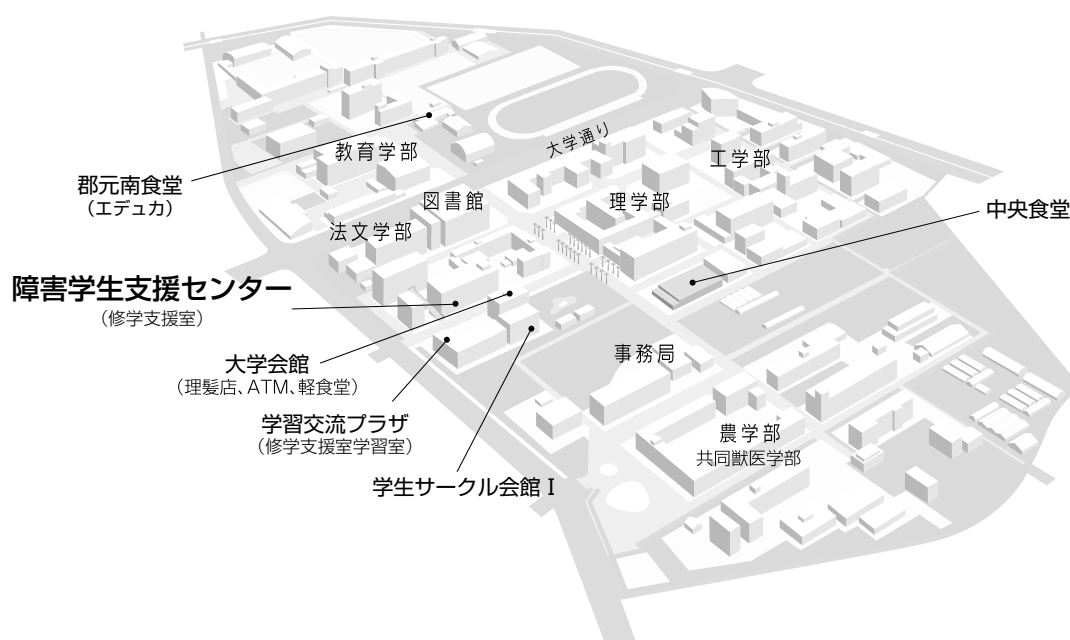 大学通り
教育学部
工学部
郡元南食堂
（エデュカ）
図書館
理学部
中央食堂
法文学部
障害学生支援センター
（修学支援室）
事務局
大学会館
（理髪店、ATM、軽食堂）
学習交流プラザ
（修学支援室学習室）
農学部
共同獣医学部
学生サークル会館Ⅰ